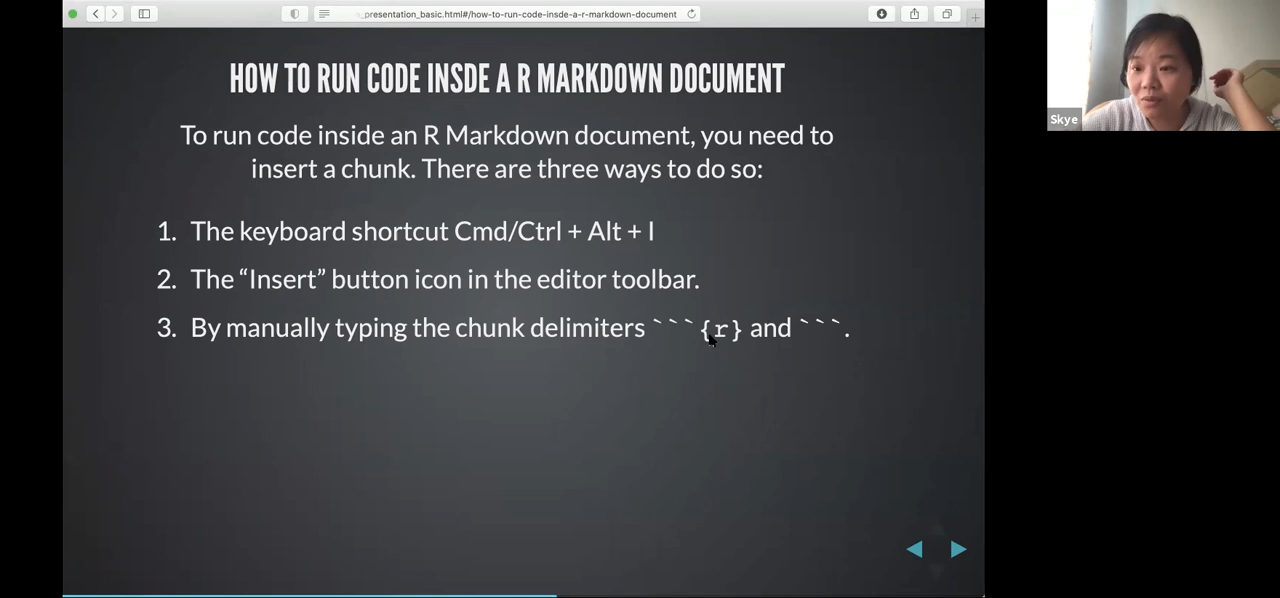 _presentation_basic.html#/how-to-run-code-insde-a-r-markdown-document
Skye
HOW TO RUN CODE INSDE A R MARKDOWN DOCUMENT
To run code inside an R Markdown document, you need to
insert a chunk. There are three ways to do so:
1. The keyboard shortcut Cmd/Ctrl + Alt + I
2. The “Insert” button icon in the editor toolbar.
3. By manually typing the chunk delimiters ```{r} and ```.